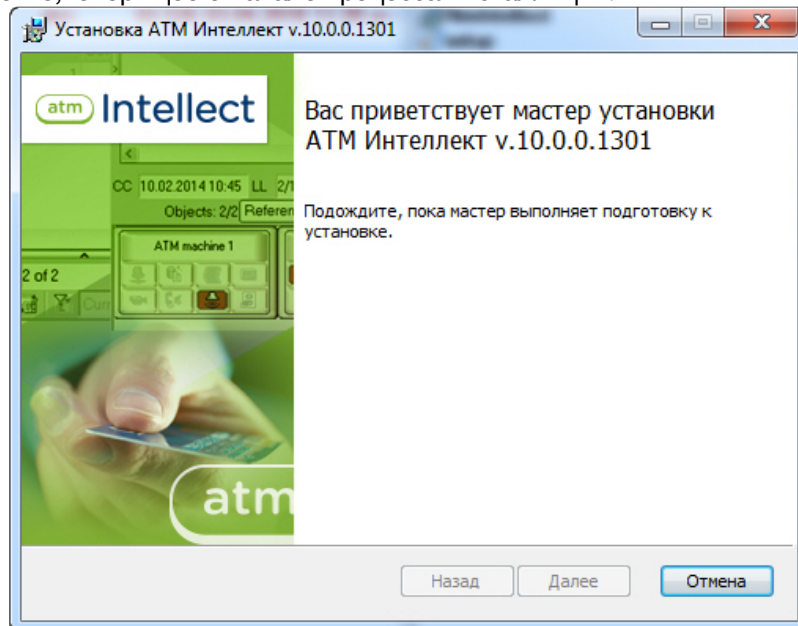 Установка АТМ Интеллект v.10.0.0.1301
atm Intellect
Вас приветствует мастер установки
АТМ Интеллект v.10.0.0.1301
CC 10.02.2014 10:45 LL
Objects: 2/2
Подождите, пока мастер выполняет подготовку к
установке.
ATM machine 1
2 of 2
atm
Назад
Далее
Отмена